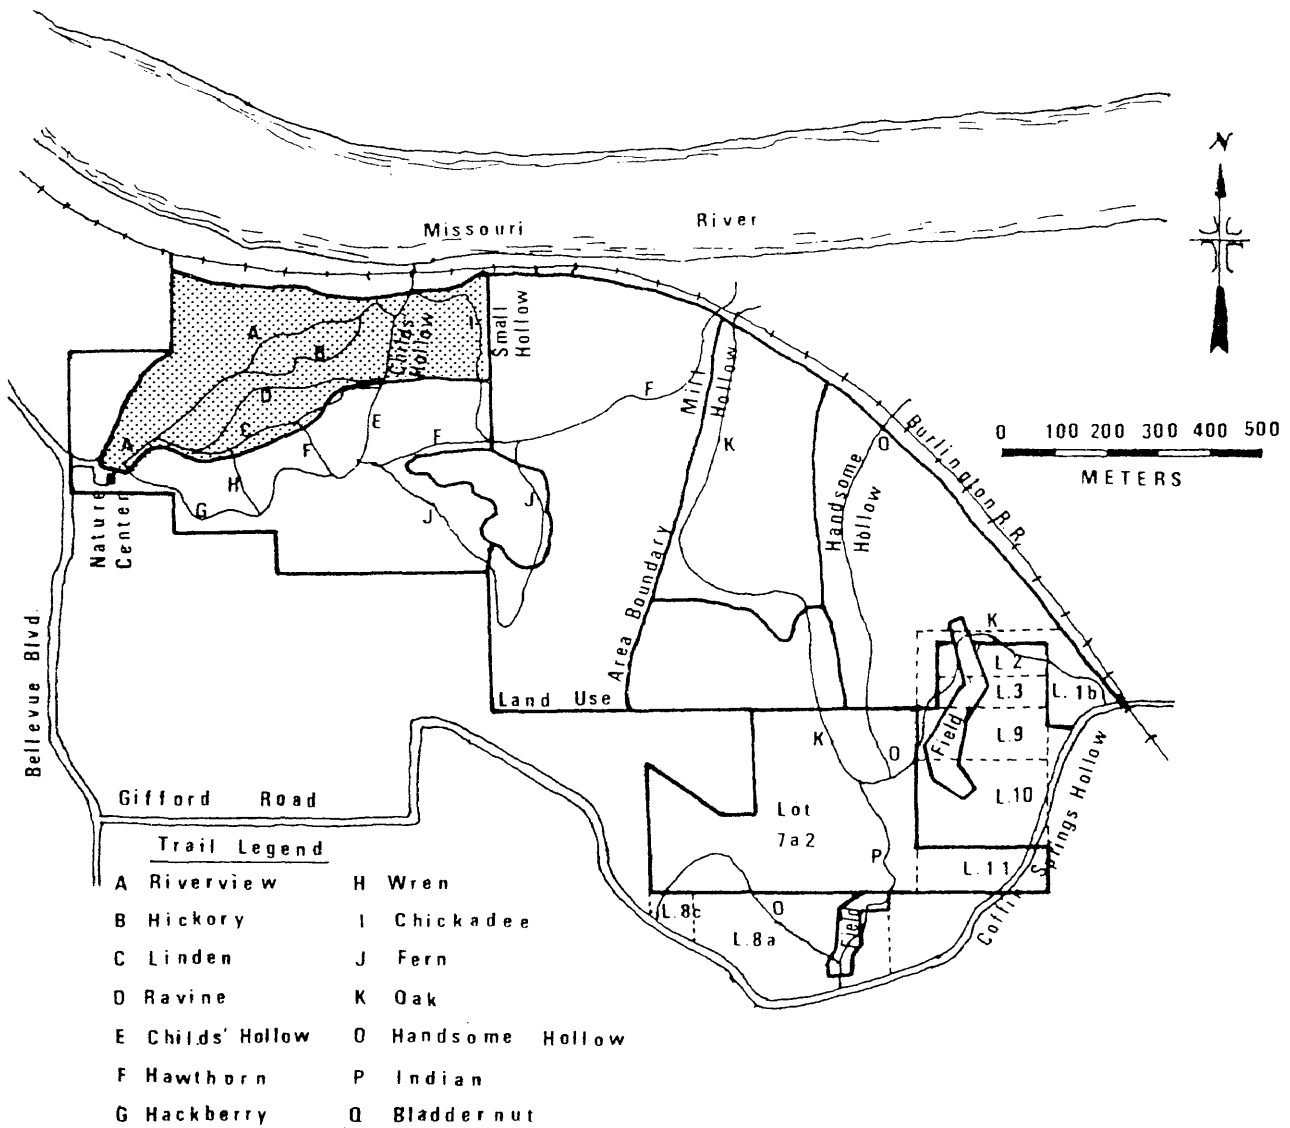 N
Missouri River
A
B
I
Childs' Hollow
Small Hollow
D
C
A
E
F
F
F
H
G
J
J
Nature Center
Mill Hollow
K
Handsome Hollow
O
Burlington R.R.
0 100 200 300 400 500
METERS
Area Boundary
Land Use
Bellevue Blvd.
K
L.2
L.3
L.1b
L.9
Field
L.10
K
O
Lot
7a2
P
L.11
Coffin Springs Hollow
L.8c
O
L.8a
Field
Gifford Road
Trail Legend
A Riverview
B Hickory
C Linden
D Ravine
E Childs' Hollow
F Hawthorn
G Hackberry
H Wren
I Chickadee
J Fern
K Oak
O Handsome Hollow
P Indian
Q Bladdernut